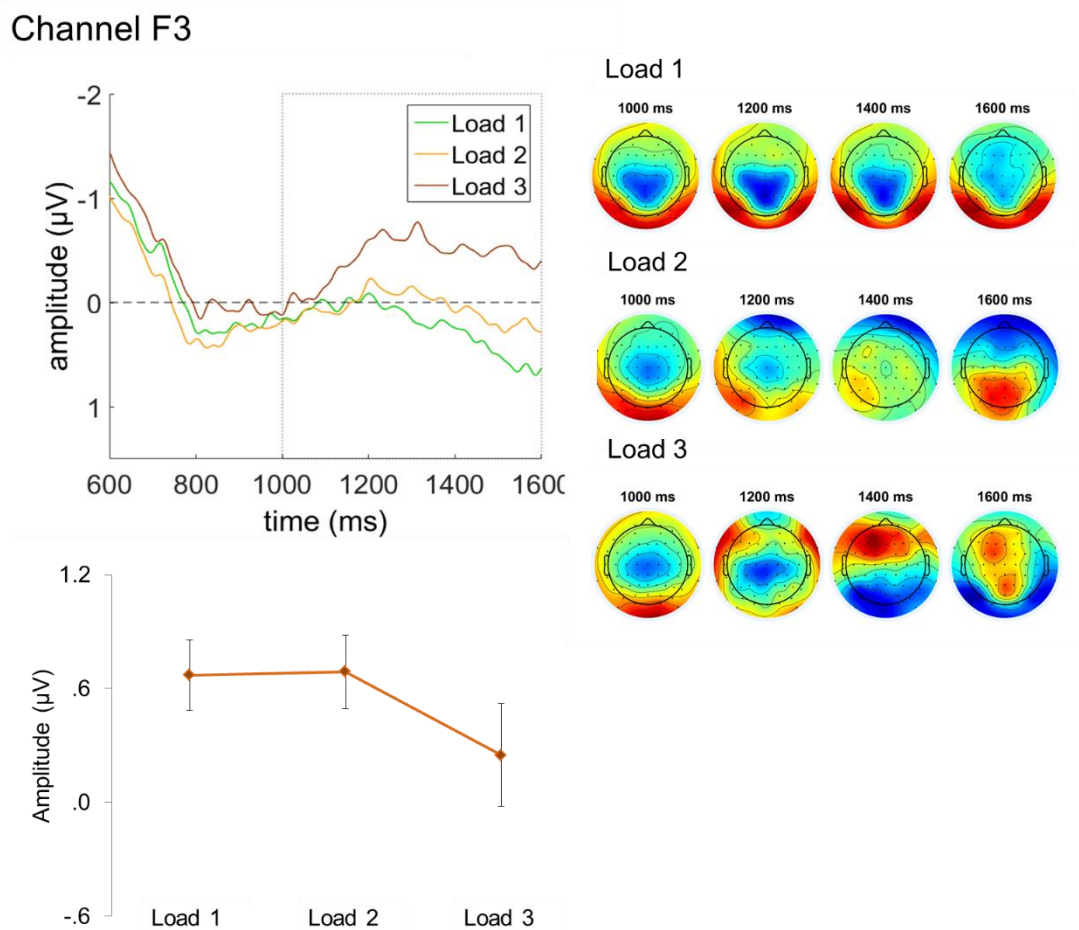 Channel F3
-2
-1
0
1
amplitude (µV)
Load 1
Load 2
Load 3
600 800 1000 1200 1400 1600
time (ms)
Load 1
1000 ms 1200 ms 1400 ms 1600 ms
Load 2
1000 ms 1200 ms 1400 ms 1600 ms
Load 3
1000 ms 1200 ms 1400 ms 1600 ms
1.2
.6
.0
-.6
Amplitude (µV)
Load 1 Load 2 Load 3